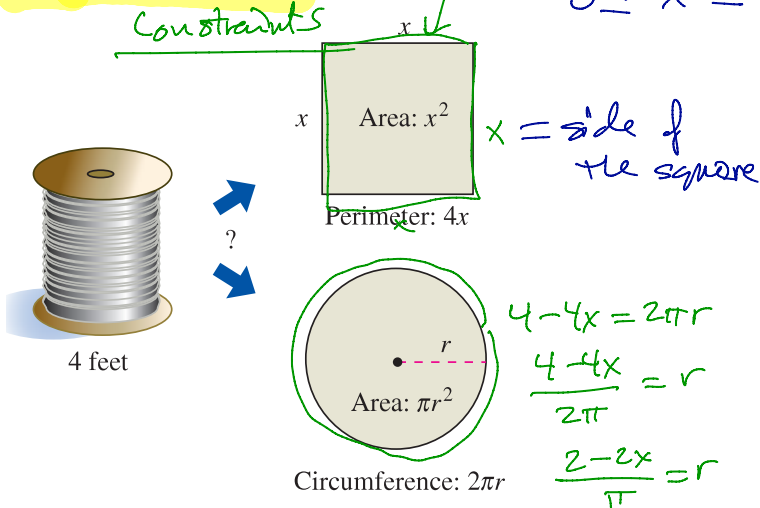 Constraints
x
x
Area: x²
x = side of
the square
Perimeter: 4x
x
?
4 feet
r
Area: πr²
Circumference: 2πr
4 - 4x = 2πr
4 - 4x / 2π = r
2 - 2x / π = r